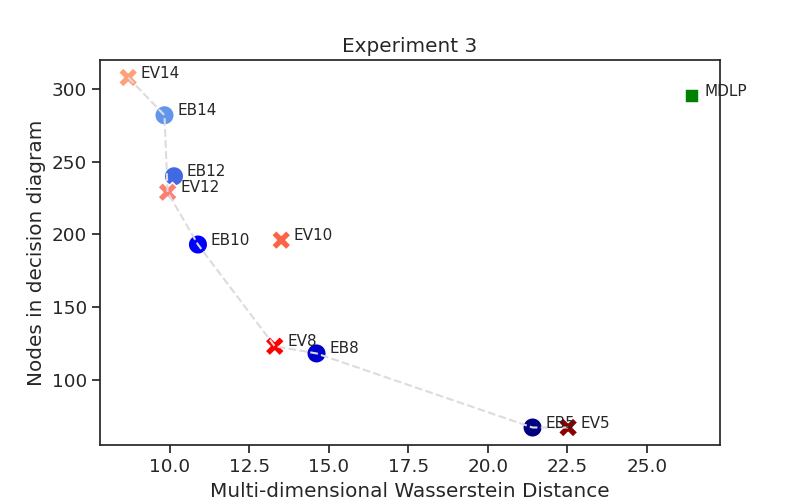 Experiment 3
Nodes in decision diagram
300
250
200
150
100
EV14
EB14
EB12
EV12
EB10
EV10
EV8
EB8
EB5
EV5
MDLP
10.0 12.5 15.0 17.5 20.0 22.5 25.0
Multi-dimensional Wasserstein Distance